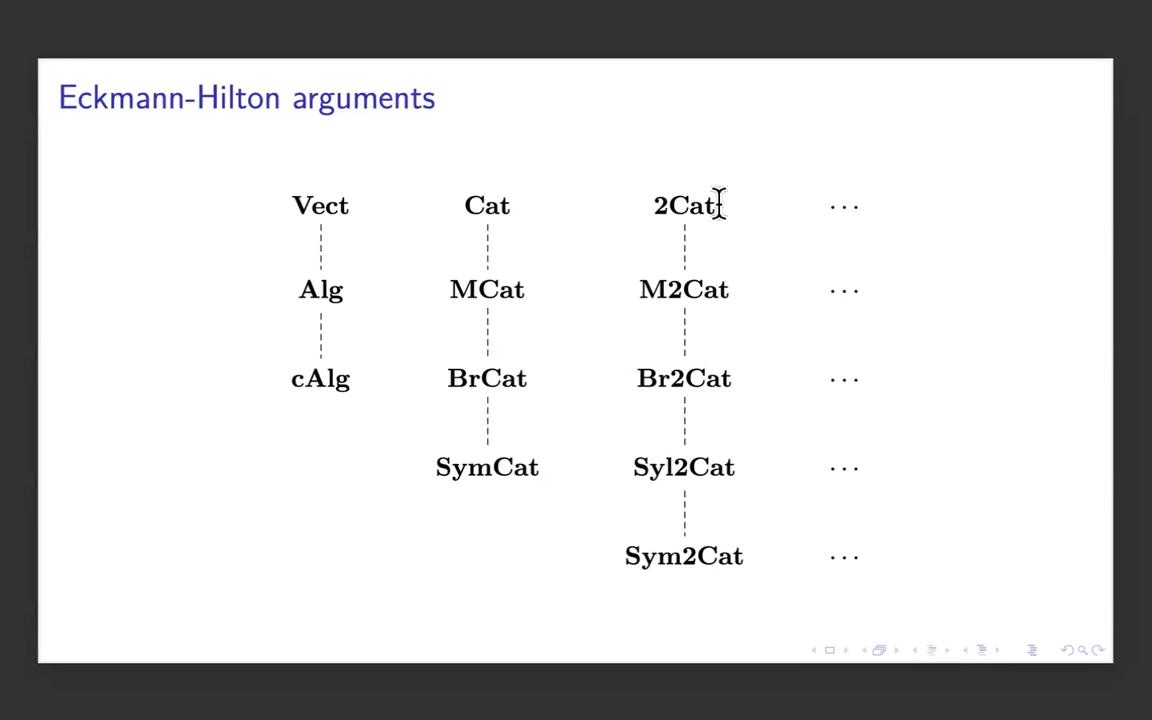 Eckmann-Hilton arguments
Vect Cat 2Cat ...
Alg MCat M2Cat ...
cAlg BrCat Br2Cat ...
SymCat Syl2Cat ...
Sym2Cat ...